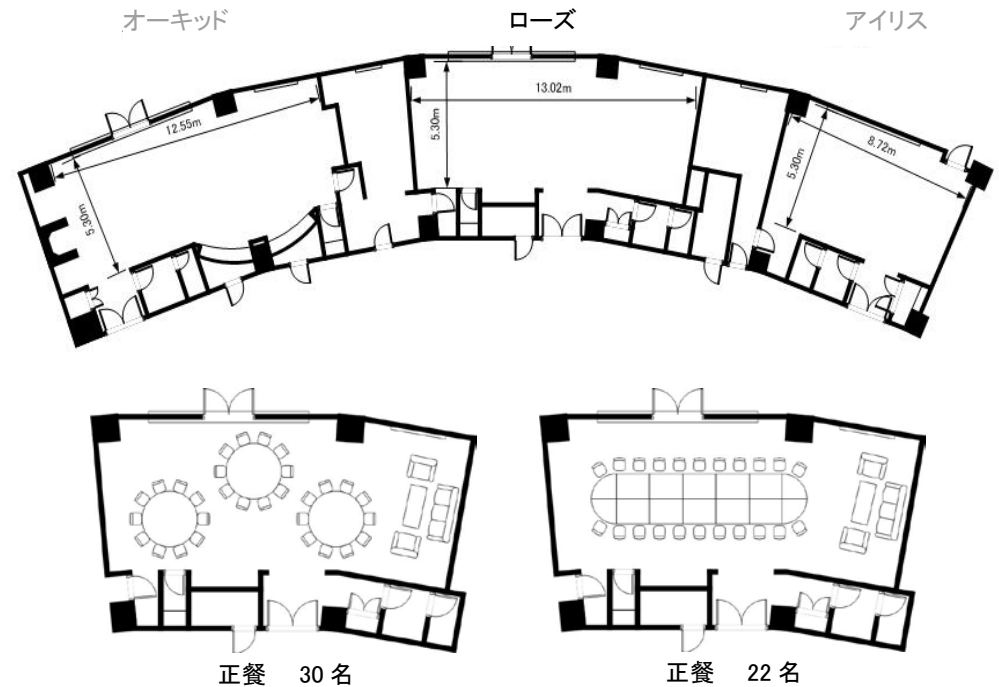 オーキッド ローズ アイリス
12.55m
5.30m
13.02m
5.30m
8.72m
5.30m
正餐 30 名
正餐 22 名